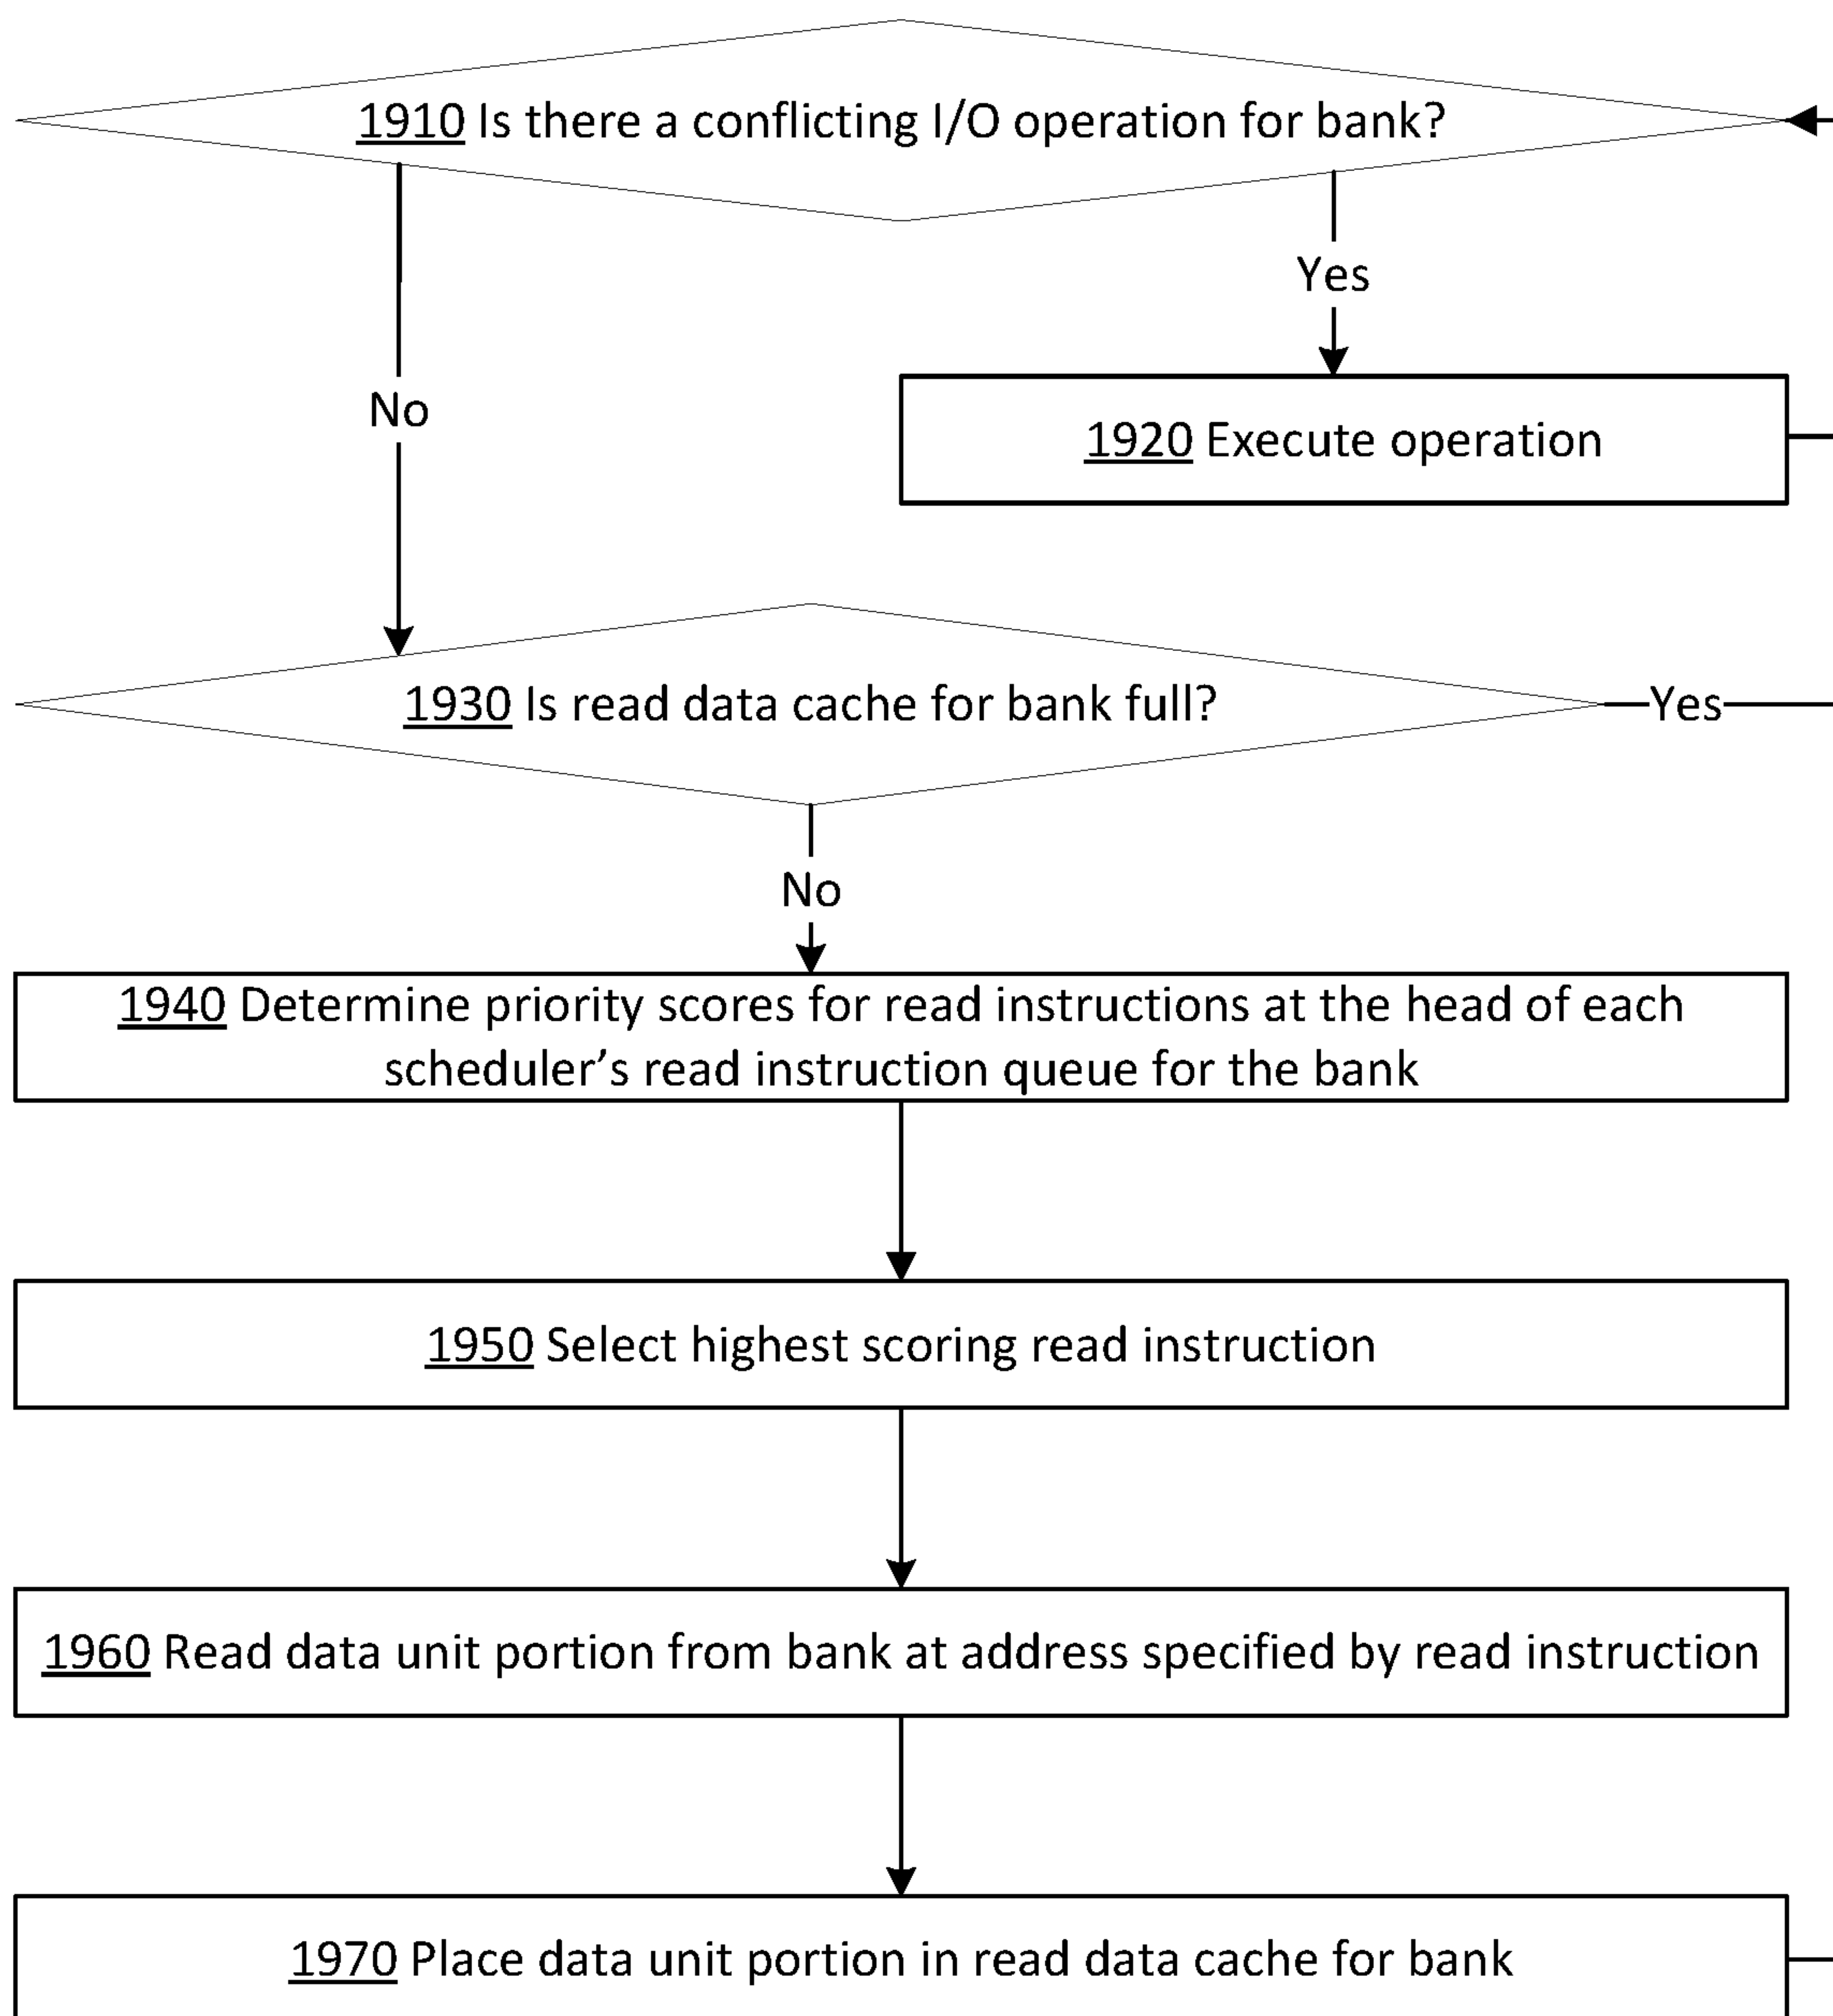 1910 Is there a conflicting I/O operation for bank?
Yes
No
1920 Execute operation
1930 Is read data cache for bank full?
Yes
No
1940 Determine priority scores for read instructions at the head of each
scheduler’s read instruction queue for the bank
1950 Select highest scoring read instruction
1960 Read data unit portion from bank at address specified by read instruction
1970 Place data unit portion in read data cache for bank